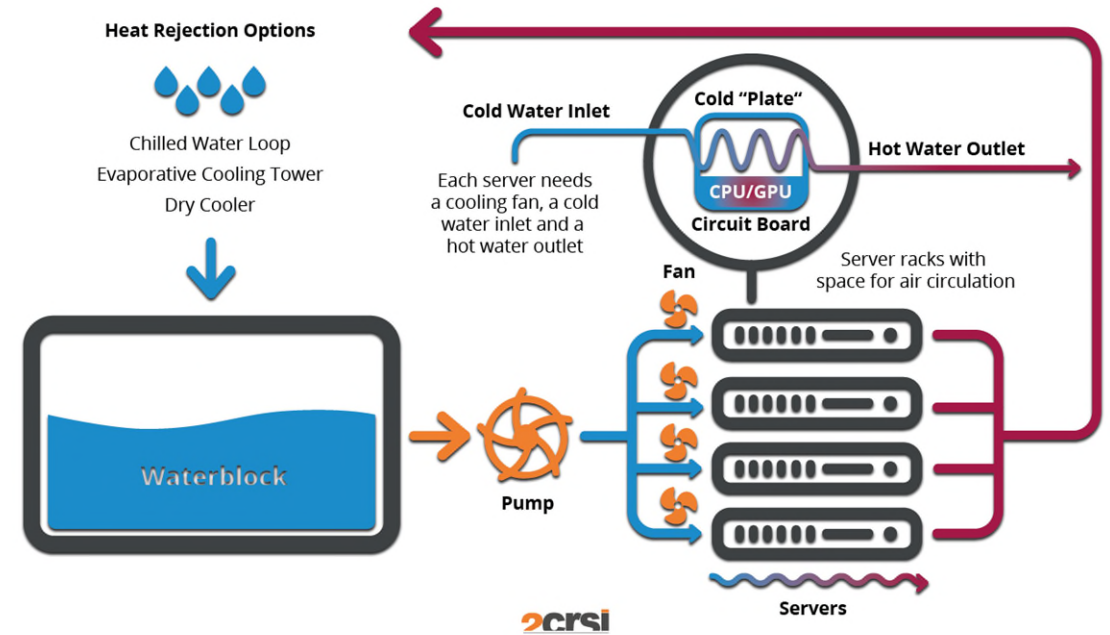 Heat Rejection Options
Chilled Water Loop
Evaporative Cooling Tower
Dry Cooler
Waterblock
Pump
Cold Water Inlet
Each server needs
a cooling fan, a cold
water inlet and a
hot water outlet
Cold “Plate“
CPU/GPU
Circuit Board
Hot Water Outlet
Server racks with
space for air circulation
Fan
Servers
2crsi